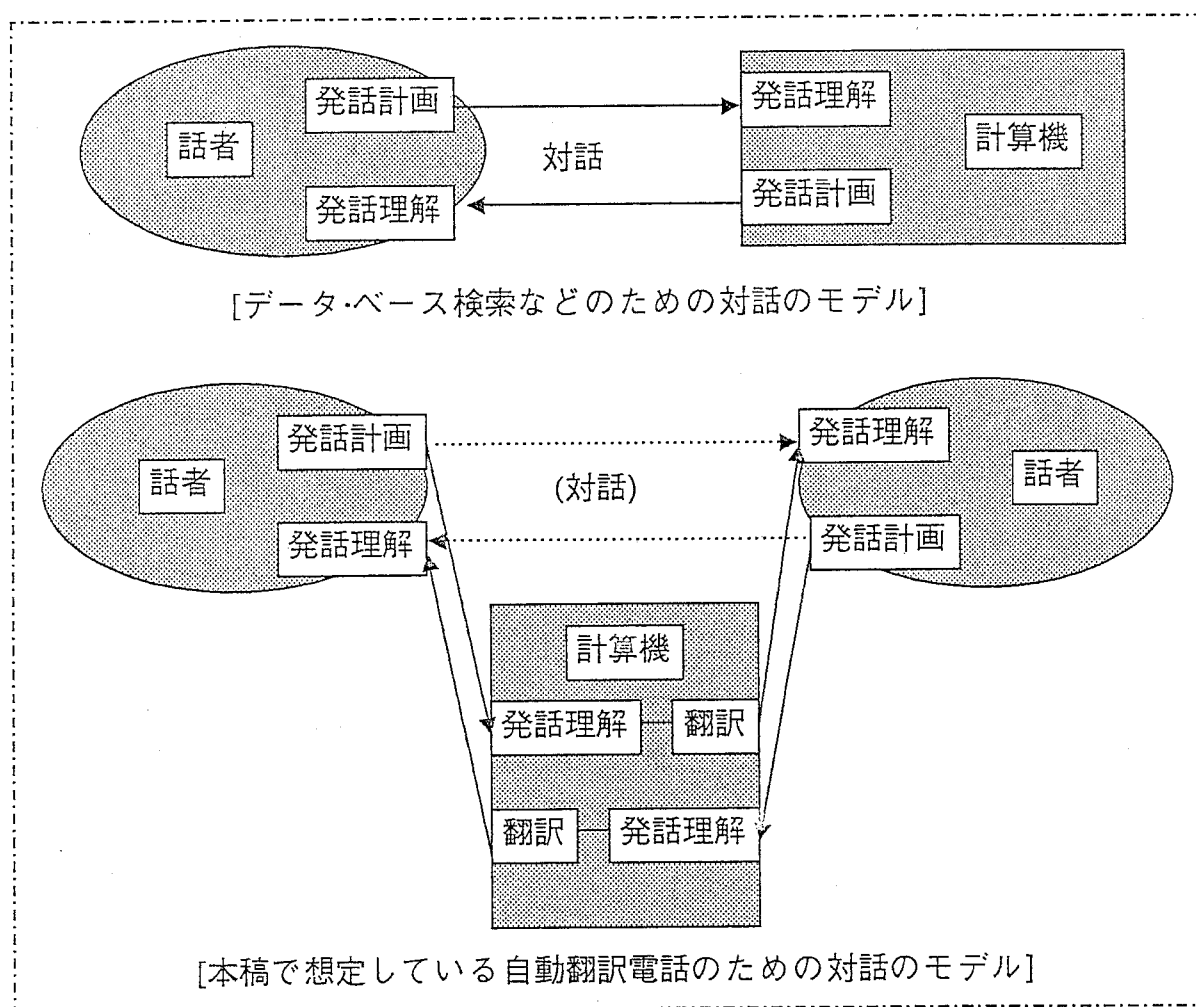 発話計画
発話理解
話者
計算機
対話
発話理解
発話計画
[データ・ベース検索などのための対話のモデル]
発話計画
発話理解
話者
(対話)
話者
発話理解
発話計画
計算機
発話理解
翻訳
翻訳
発話理解
[本稿で想定している自動翻訳電話のための対話のモデル]